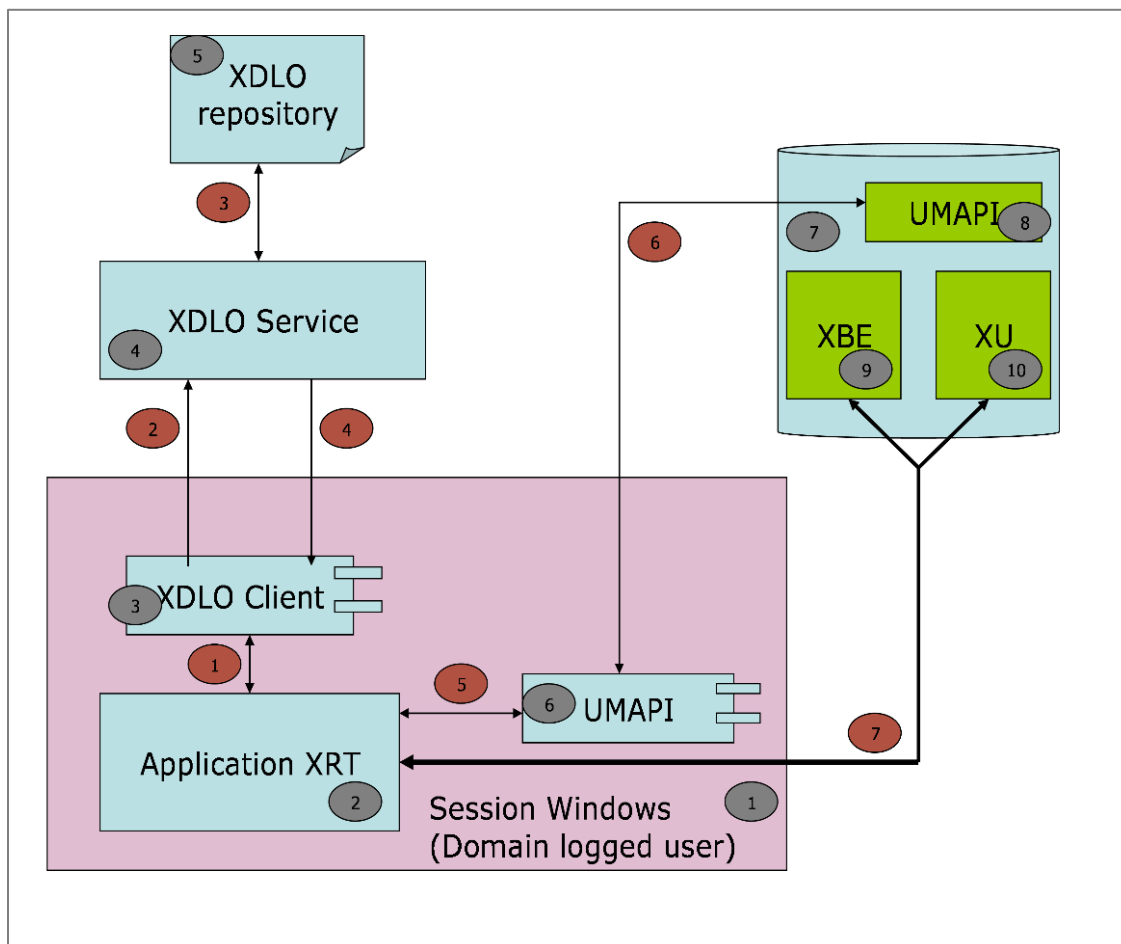 5
XDLO
repository
3
6
UMAPI
8
7
XDLO Service
4
XBE
9
XU
10
2
4
XDLO Client
3
1
5
6
UMAPI
7
Application XRT
2
Session Windows
(Domain logged user)
1